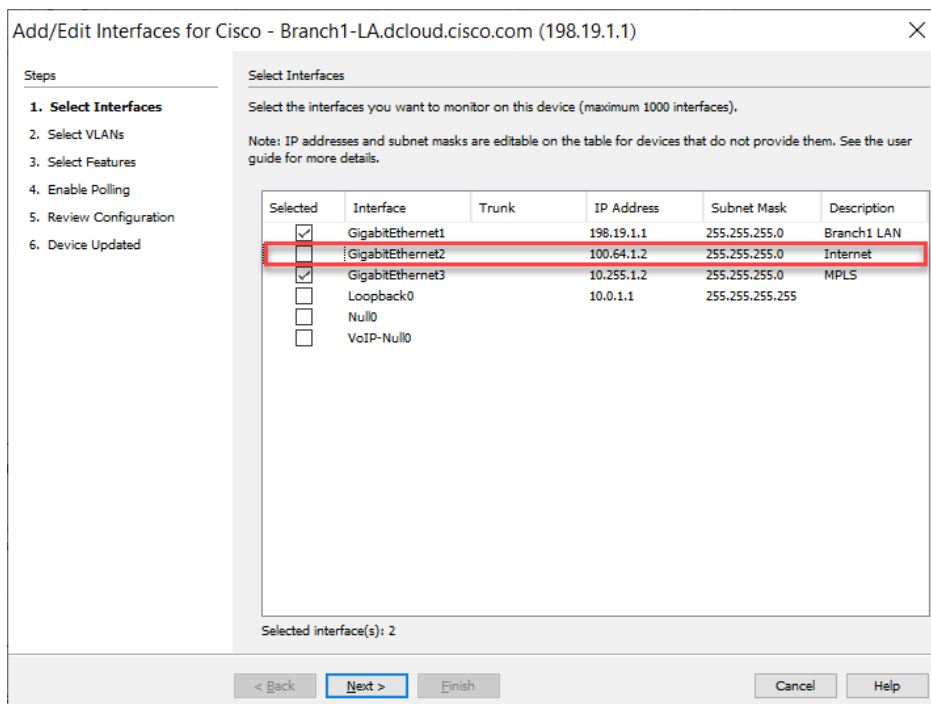 Add/Edit Interfaces for Cisco - Branch1-LA.dcloud.cisco.com (198.19.1.1)
Steps
1. Select Interfaces
2. Select VLANs
3. Select Features
4. Enable Polling
5. Review Configuration
6. Device Updated
Select Interfaces
Select the interfaces you want to monitor on this device (maximum 1000 interfaces).
Note: IP addresses and subnet masks are editable on the table for devices that do not provide them. See the user
guide for more details.
Selected Interface Trunk IP Address Subnet Mask Description
GigabitEthernet1 198.19.1.1 255.255.255.0 Branch1 LAN
GigabitEthernet2 100.64.1.2 255.255.255.0 Internet
GigabitEthernet3 10.255.1.2 255.255.255.0 MPLS
Loopback0 10.0.1.1 255.255.255.255
Null0
VoIP-Null0
Selected interface(s): 2
< Back Next > Finish Cancel Help